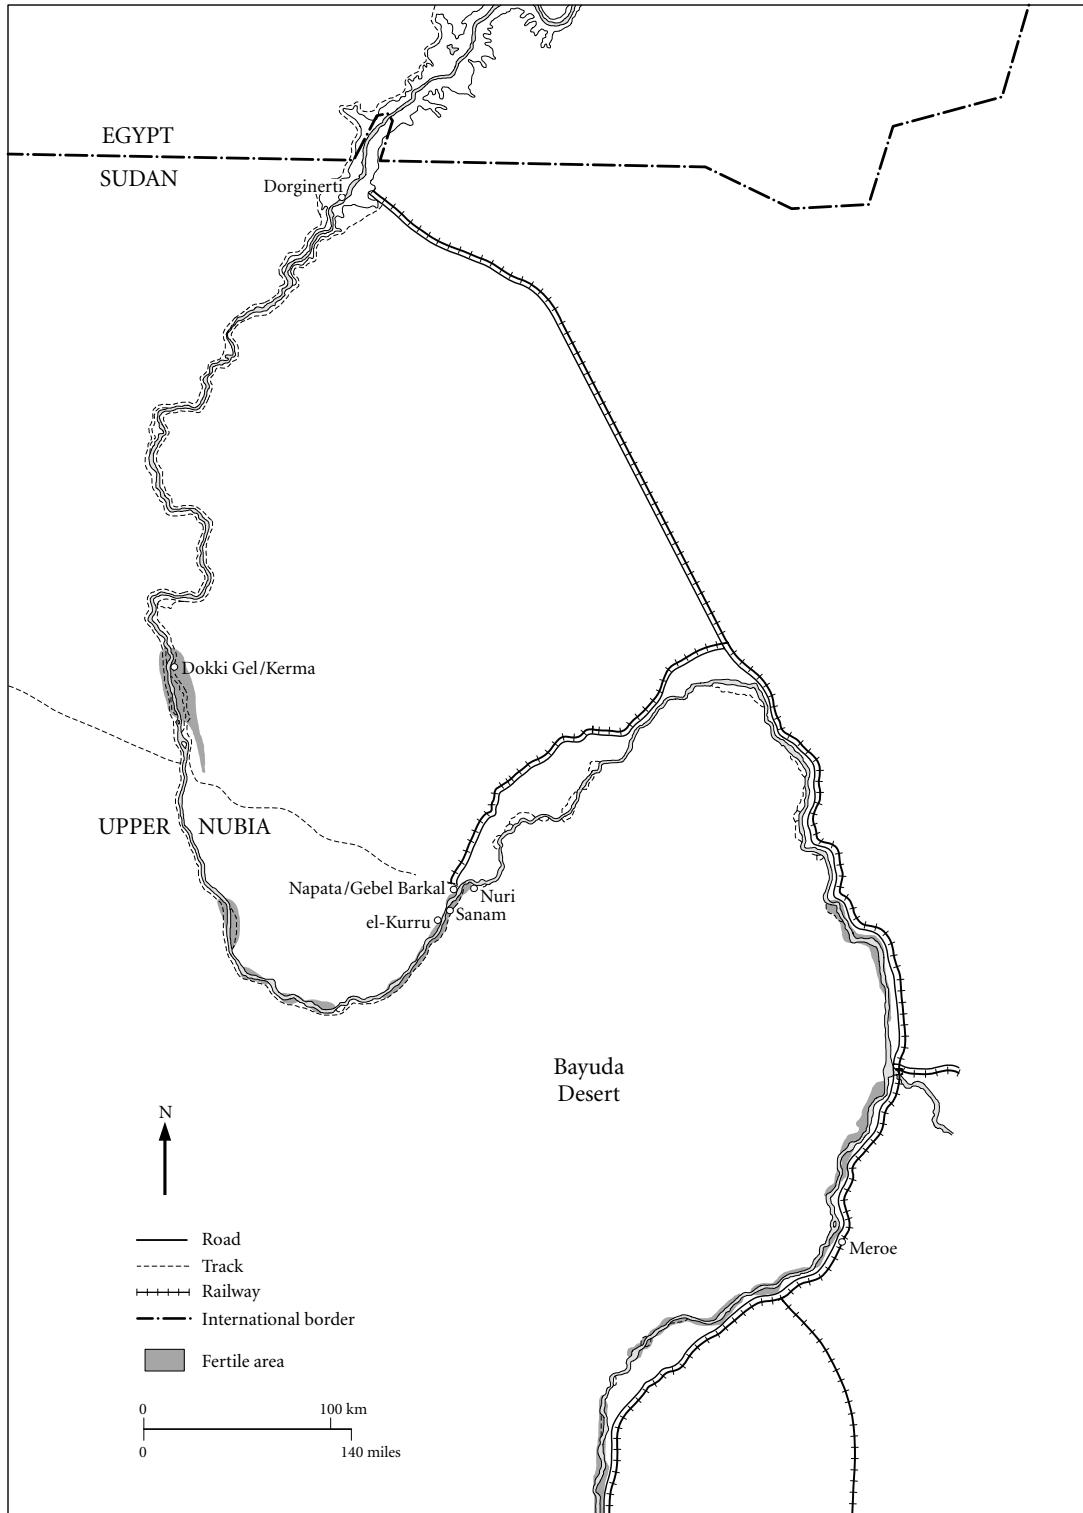 EGYPT
SUDAN
Dorginerti
Dokki Gel/Kerma
UPPER NUBIA
Napata/Gebel Barkal
Nuri
Sanam
el-Kurru
Bayuda
Desert
N
Road
Track
Railway
International border
Fertile area
Meroe
0 100 km
0 140 miles